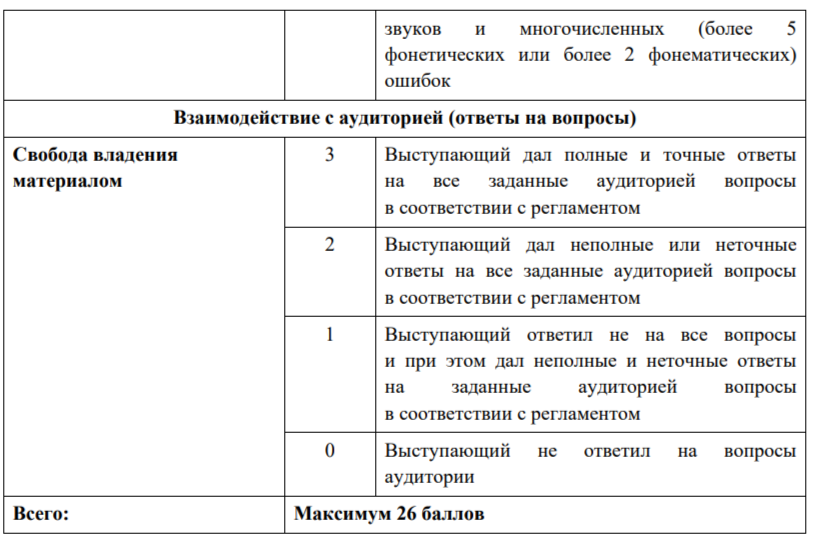 звуков и многочисленных (более 5
фонетических или более 2 фонематических)
ошибок
Взаимодействие с аудиторией (ответы на вопросы)
Свобода владения
материалом
3
Выступающий дал полные и точные ответы
на все заданные аудиторией вопросы
в соответствии с регламентом
2
Выступающий дал неполные или неточные
ответы на все заданные аудиторией вопросы
в соответствии с регламентом
1
Выступающий ответил не на все вопросы
и при этом дал неполные и неточные ответы
на заданные аудиторией вопросы
в соответствии с регламентом
0
Выступающий не ответил на вопросы
аудитории
Всего:
Максимум 26 баллов